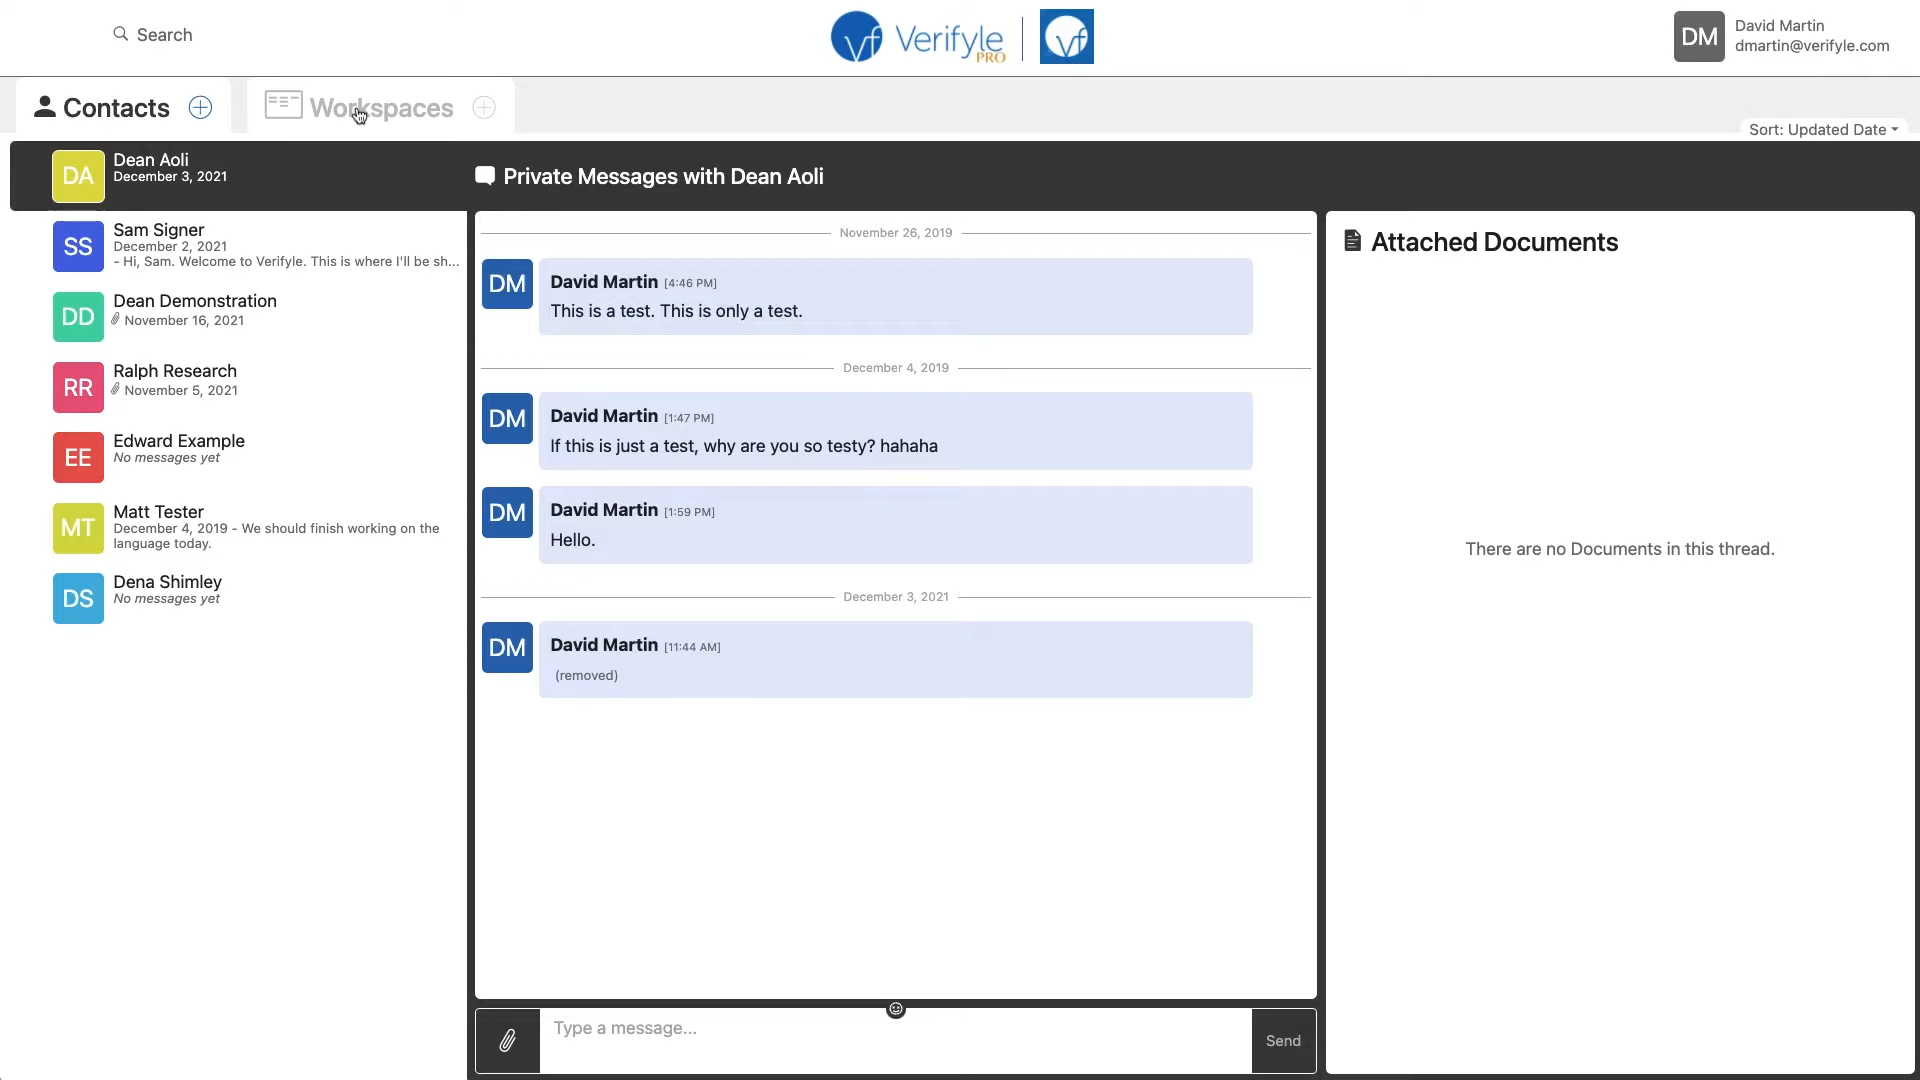 Search
vf Verifyle PRO
vf
DM
David Martin
dmartin@verifyle.com
Contacts
Workspaces
Sort: Updated Date
DA
Dean Aoli
December 3, 2021
SS
Sam Signer
December 2, 2021
- Hi, Sam. Welcome to Verifyle. This is where I'll be sh...
DD
Dean Demonstration
November 16, 2021
RR
Ralph Research
November 5, 2021
EE
Edward Example
No messages yet
MT
Matt Tester
December 4, 2019 - We should finish working on the
language today.
DS
Dena Shimley
No messages yet
Private Messages with Dean Aoli
November 26, 2019
DM
David Martin [4:46 PM]
This is a test. This is only a test.
December 4, 2019
DM
David Martin [1:47 PM]
If this is just a test, why are you so testy? hahaha
DM
David Martin [1:59 PM]
Hello.
December 3, 2021
DM
David Martin [11:44 AM]
(removed)
Type a message...
Send
Attached Documents
There are no Documents in this thread.